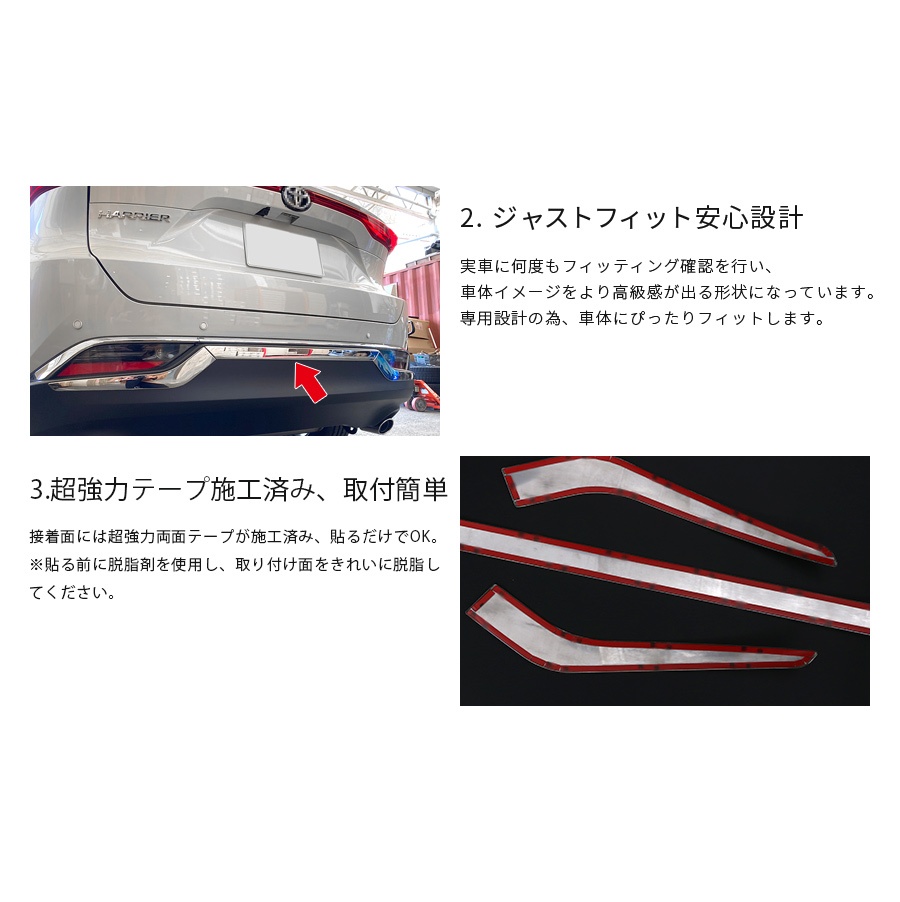 HARRIER
2. ジャストフィット安心設計
実車に何度もフィッティング確認を行い、
車体イメージをより高級感が出る形状になっています。
専用設計の為、車体にぴったりフィットします。
3.超強力テープ施工済み、取付簡単
接着面には超強力両面テープが施工済み、貼るだけでOK。
※貼る前に脱脂剤を使用し、取り付け面をきれいに脱脂し
てください。